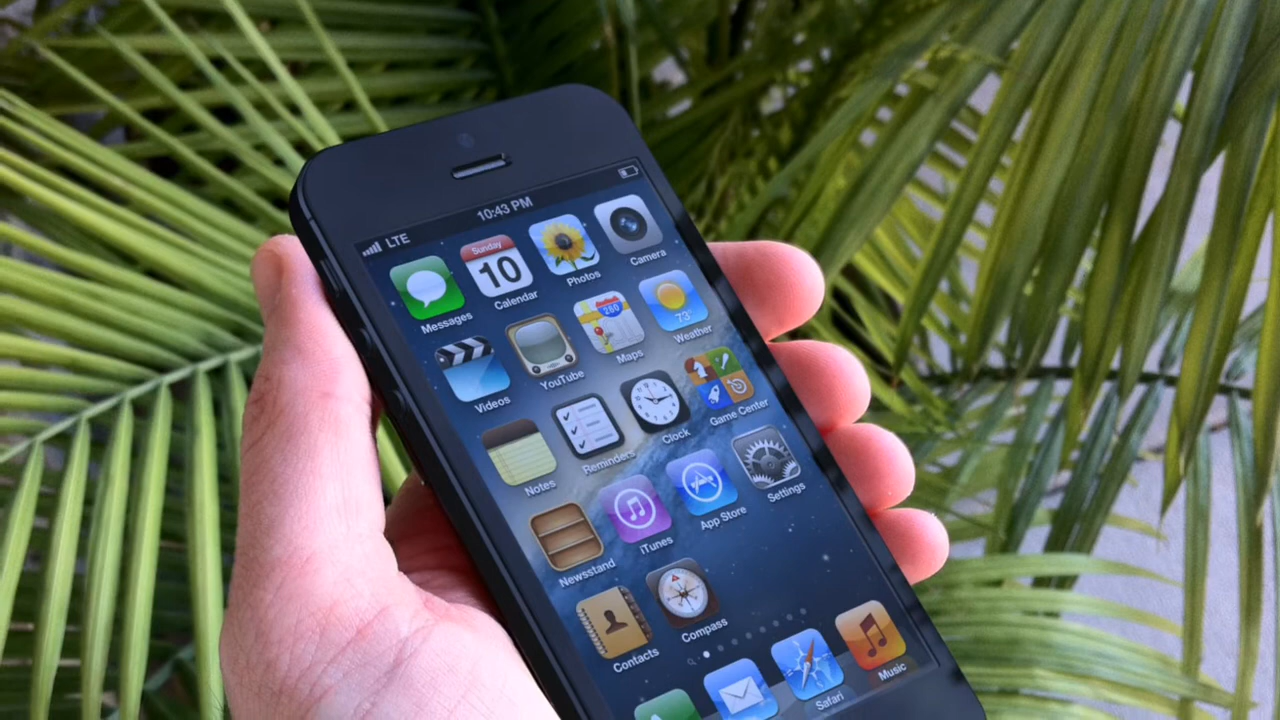 LTE
10:43 PM
Sunday
10
Messages
Calendar
Photos
Camera
Videos
YouTube
280
Maps
73°
Weather
Notes
Reminders
Clock
Game Center
Newsstand
iTunes
App Store
Settings
Contacts
Compass
Safari
Music